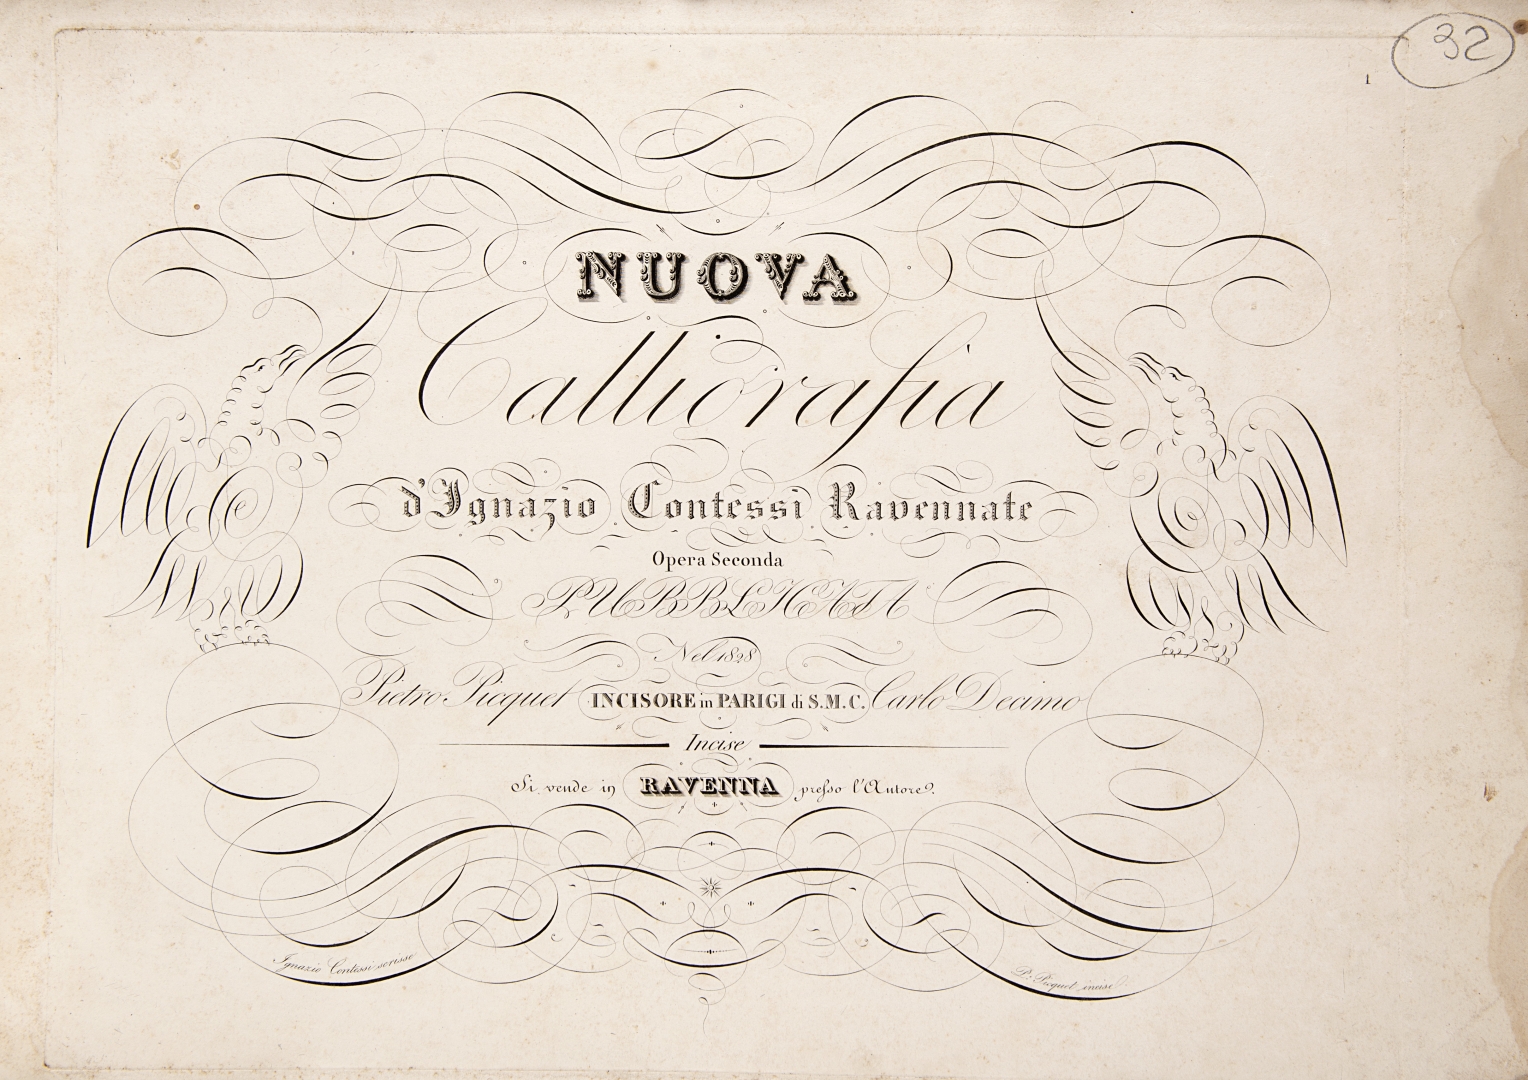 32
1
NUOVA
Calligrafia
d'Ignazio Contessi Ravennate
Opera Seconda
PUBBLICATA
Nel 1828
Pietro Picquet INCISORE in PARIGI di S.M.C. Carlo Decimo
Incise
Si vende in RAVENNA presso l'Autore.
Ignazio Contessi scrisse
P. Picquet incise